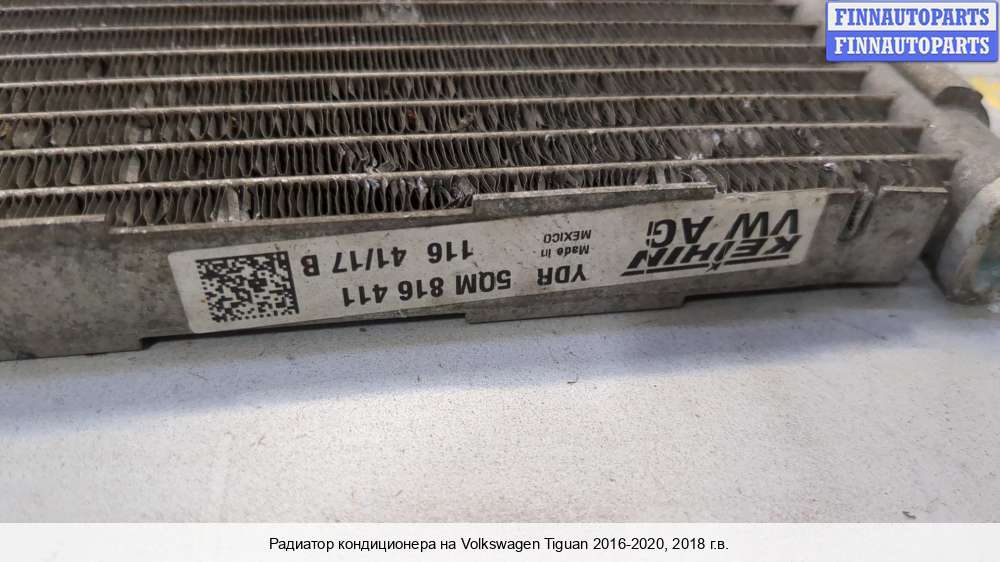 FINNAUTOPARTS
FINNAUTOPARTS
KEIHIN
VW AG
Made in
MEXICO
YDR 5QM 816 411
116 41/17 B
Радиатор кондиционера на Volkswagen Tiguan 2016-2020, 2018 г.в.